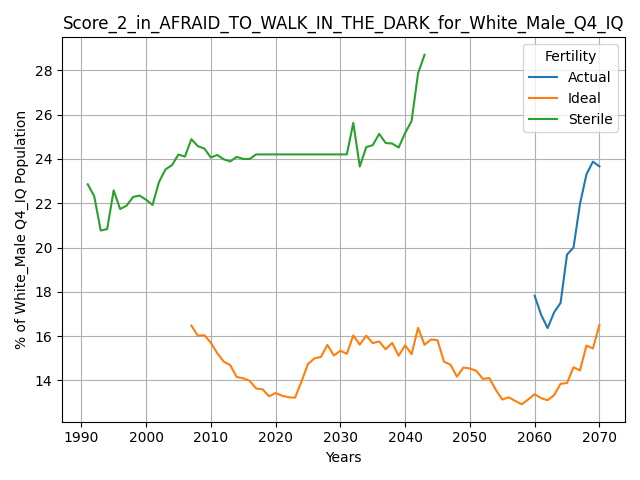 Score_2_in_AFRAID_TO_WALK_IN_THE_DARK_for_White_Male_Q4_IQ
Fertility
Actual
Ideal
Sterile
% of White_Male Q4_IQ Population
28
26
24
22
20
18
16
14
1990 2000 2010 2020 2030 2040 2050 2060 2070
Years